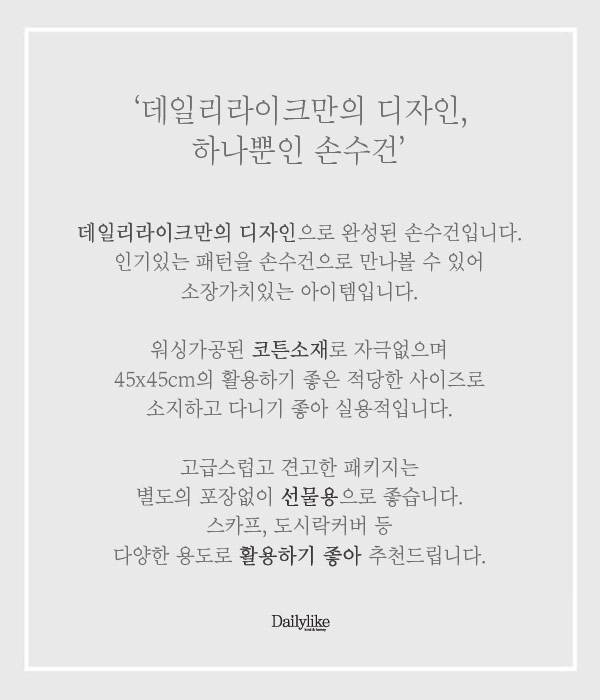 ‘데일리라이크만의 디자인,
하나뿐인 손수건’
데일리라이크만의 디자인으로 완성된 손수건입니다.
인기있는 패턴을 손수건으로 만나볼 수 있어
소장가치있는 아이템입니다.
워싱가공된 코튼소재로 자극없으며
45x45cm의 활용하기 좋은 적당한 사이즈로
소지하고 다니기 좋아 실용적입니다.
고급스럽고 견고한 패키지는
별도의 포장없이 선물용으로 좋습니다.
스카프, 도시락커버 등
다양한 용도로 활용하기 좋아 추천드립니다.
Dailylike